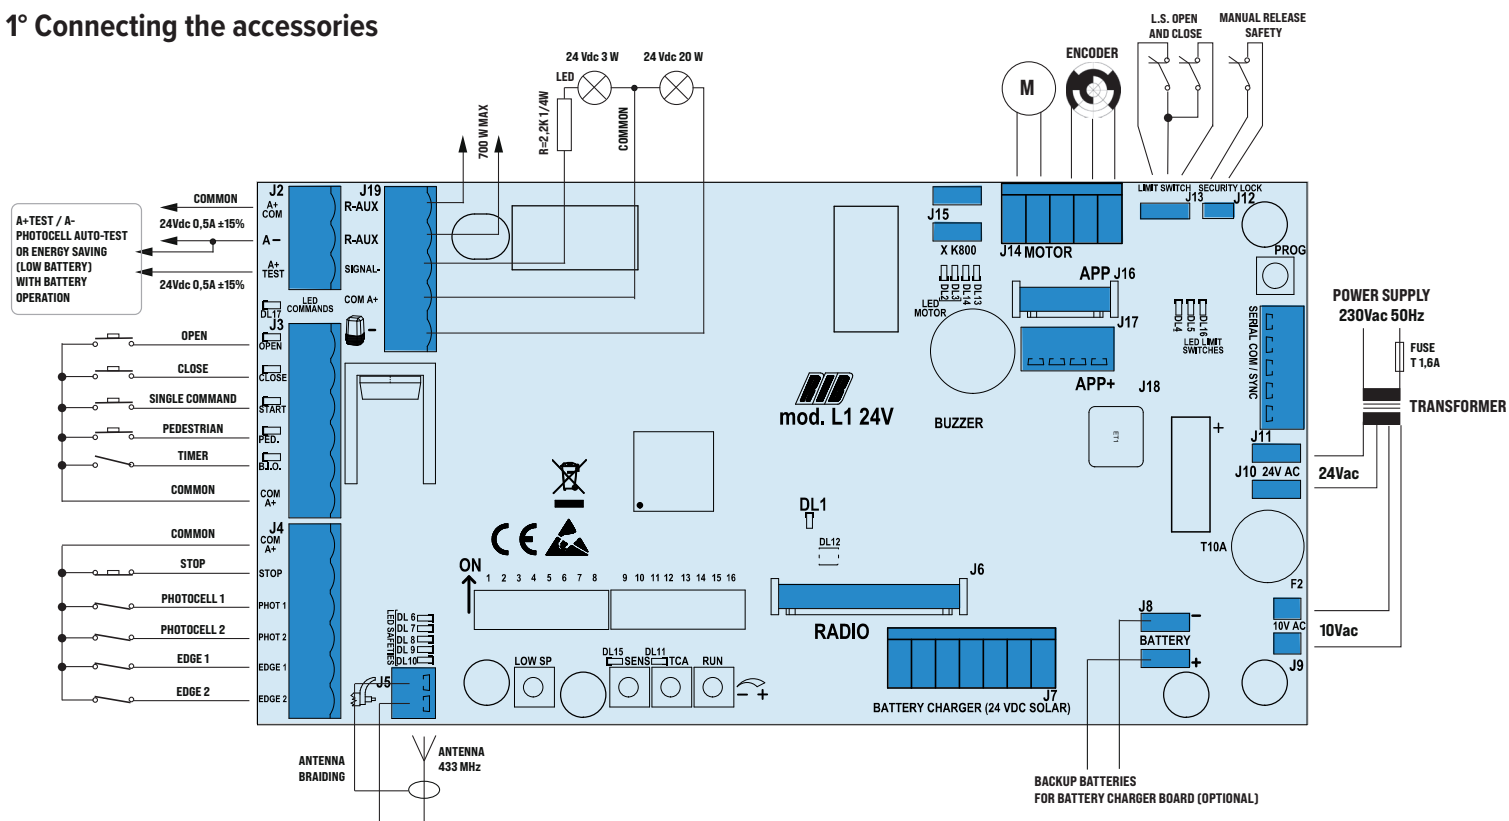 1° Connecting the accessories
L.S. OPEN
AND CLOSE
MANUAL RELEASE
SAFETY
24 Vdc 3 W
24 Vdc 20 W
ENCODER
LED
M
R=2,2K 1/4W
700 W MAX
COMMON
J2
A+
COM
A-
A+
TEST
COMMON
24Vdc 0,5A ±15%
24Vdc 0,5A ±15%
A+TEST / A-
PHOTOCELL AUTO-TEST
OR ENERGY SAVING
(LOW BATTERY)
WITH BATTERY
OPERATION
J19
R-AUX
R-AUX
SIGNAL-
COM A+
-
LED
COMMANDS
DL17
J3
OPEN
CLOSE
START
PED.
B.I.O.
COM
A+
OPEN
CLOSE
SINGLE COMMAND
PEDESTRIAN
TIMER
COMMON
J4
COM
A+
STOP
PHOT 1
PHOT 2
EDGE 1
EDGE 2
COMMON
STOP
PHOTOCELL 1
PHOTOCELL 2
EDGE 1
EDGE 2
J15
X K800
J14 MOTOR
LIMIT SWITCH
SECURITY LOCK
J13
J12
PROG
DL2
DL3
DL14
DL13
LED
MOTOR
APP J16
J17
APP+
J18
DL4
DL5
DL16
LED LIMIT
SWITCHES
SERIAL COM / SYNC
POWER SUPPLY
230Vac 50Hz
FUSE
T 1,6A
TRANSFORMER
mod. L1 24V
BUZZER
ET1
+
J11
J10 24V AC
24Vac
DL1
DL12
T10A
F2
10V AC
J9
10Vac
CE
ON
1 2 3 4 5 6 7 8
9 10 11 12 13 14 15 16
J6
RADIO
J8
-
BATTERY
+
LED SAFETIES
DL 6
DL 7
DL 8
DL 9
DL10
J5
LOW SP
DL15
SENS
DL11
TCA
RUN
- +
J7
BATTERY CHARGER (24 VDC SOLAR)
ANTENNA
BRAIDING
ANTENNA
433 MHz
BACKUP BATTERIES
FOR BATTERY CHARGER BOARD (OPTIONAL)